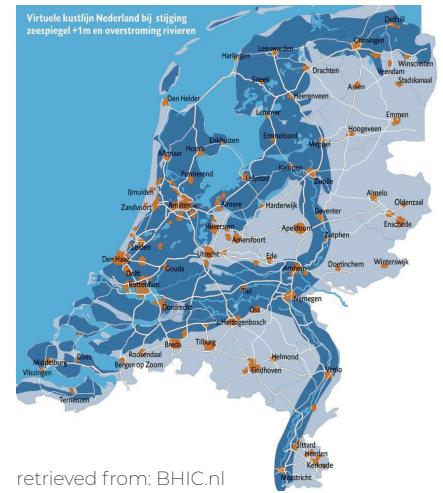 Virtuele kustlijn Nederland bij stijging
zeespiegel +1m en overstroming rivieren
Delfzijl
Groningen
Leeuwarden
Winschoten
Harlingen
Veendam
Drachten
Stadskanaal
Sneek
Assen
Heerenveen
Den Helder
Emmen
Lemmer
Hoogeveen
Enkhuizen
Emmeloord
Meppel
Hoorn
Alkmaar
Kampen
Purmerend
Zwolle
Lelystad
IJmuiden
Almelo
Zandvoort
Amsterdam
Almere
Harderwijk
Oldenzaal
Deventer
Hilversum
Enschede
Apeldoorn
Leiden
Amersfoort
Zutphen
Utrecht
Den Haag
Ede
Gouda
Doetinchem
Winterswijk
Delft
Arnhem
Rotterdam
Tiel
Nijmegen
Dordrecht
Oss
's Hertogenbosch
Middelburg
Goes
Roosendaal
Breda
Tilburg
Helmond
Vlissingen
Bergen op Zoom
Eindhoven
Venlo
Terneuzen
Sittard
Heerlen
Kerkrade
Maastricht
retrieved from: BHIC.nl